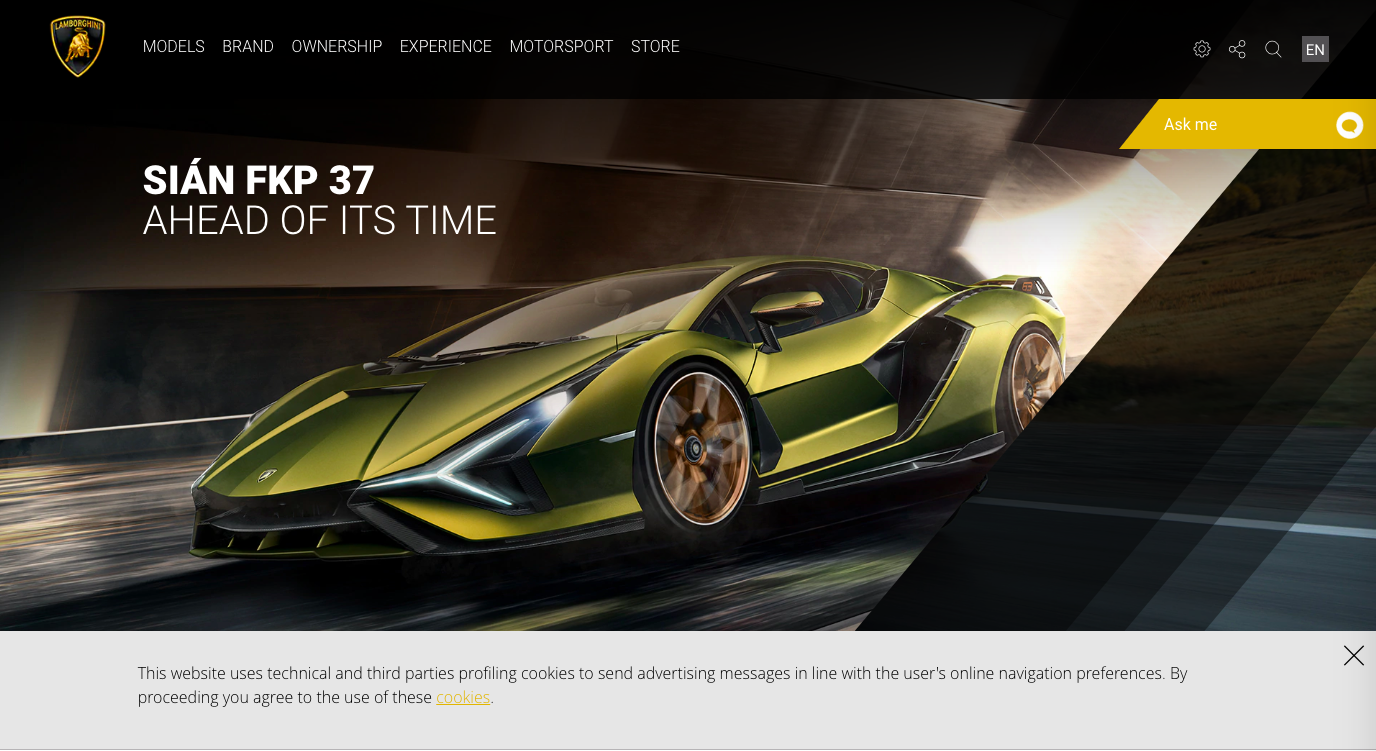 LAMBORGHINI
MODELS BRAND OWNERSHIP EXPERIENCE MOTORSPORT STORE
EN
Ask me
SIÁN FKP 37
AHEAD OF ITS TIME
63
This website uses technical and third parties profiling cookies to send advertising messages in line with the user's online navigation preferences. By
proceeding you agree to the use of these cookies.